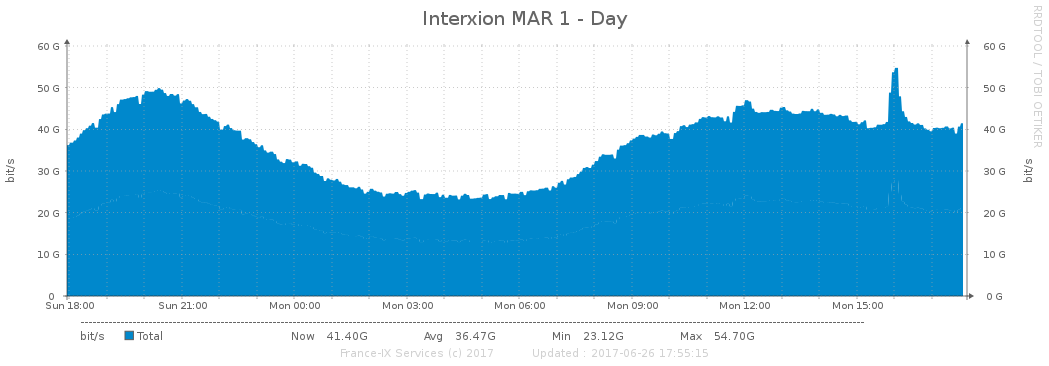 Interxion MAR 1 - Day
RRDTOOL / TOBI OETIKER
60 G 60 G
50 G 50 G
40 G 40 G
30 G 30 G
20 G 20 G
10 G 10 G
0 0 G
bit/s bit/s
Sun 18:00 Sun 21:00 Mon 00:00 Mon 03:00 Mon 06:00 Mon 09:00 Mon 12:00 Mon 15:00
bit/s Total Now 41.40G Avg 36.47G Min 23.12G Max 54.70G
France-IX Services (c) 2017 Updated : 2017-06-26 17:55:15